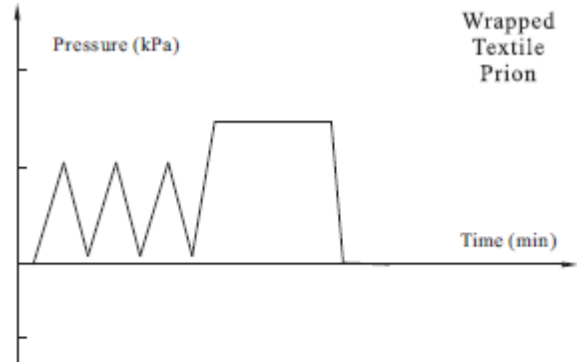 Wrapped
Textile
Prion
Pressure (kPa)
Time (min)